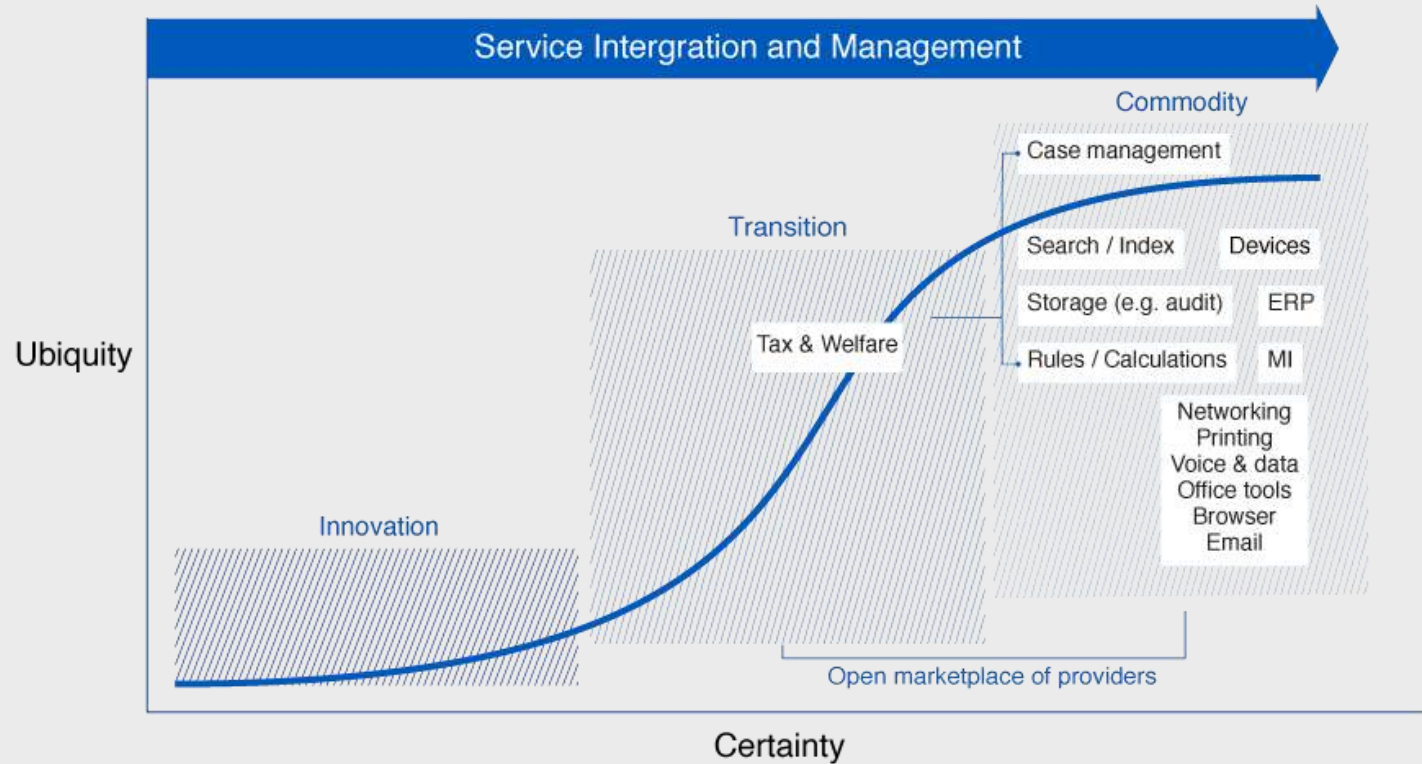 Service Intergration and Management
Commodity
Case management
Transition
Search / Index
Devices
Storage (e.g. audit)
ERP
Ubiquity
Tax & Welfare
Rules / Calculations
MI
Networking
Printing
Voice & data
Office tools
Browser
Email
Innovation
Open marketplace of providers
Certainty